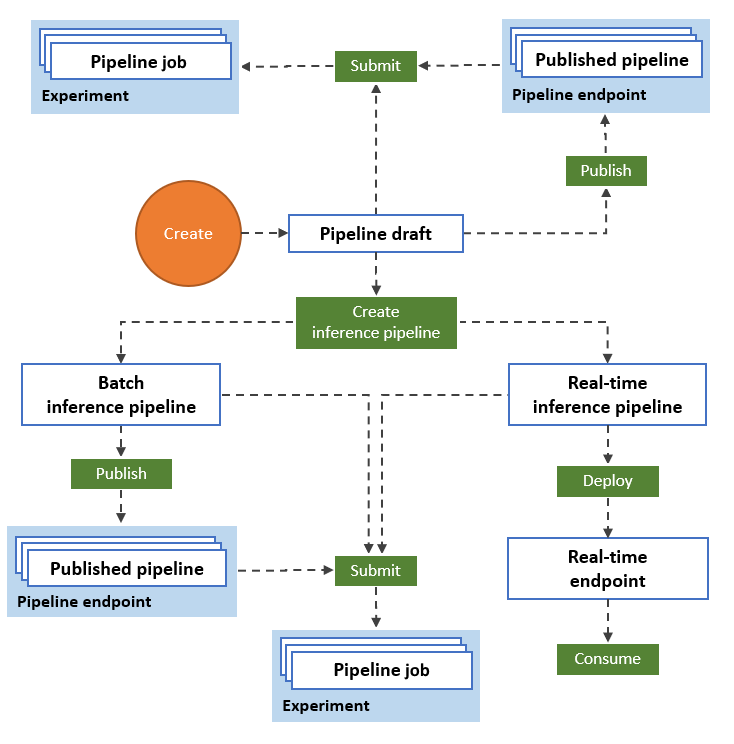 Pipeline job
Experiment
Submit
Published pipeline
Pipeline endpoint
Publish
Create
Pipeline draft
Create
inference pipeline
Batch
inference pipeline
Real-time
inference pipeline
Publish
Deploy
Published pipeline
Pipeline endpoint
Submit
Real-time
endpoint
Consume
Pipeline job
Experiment